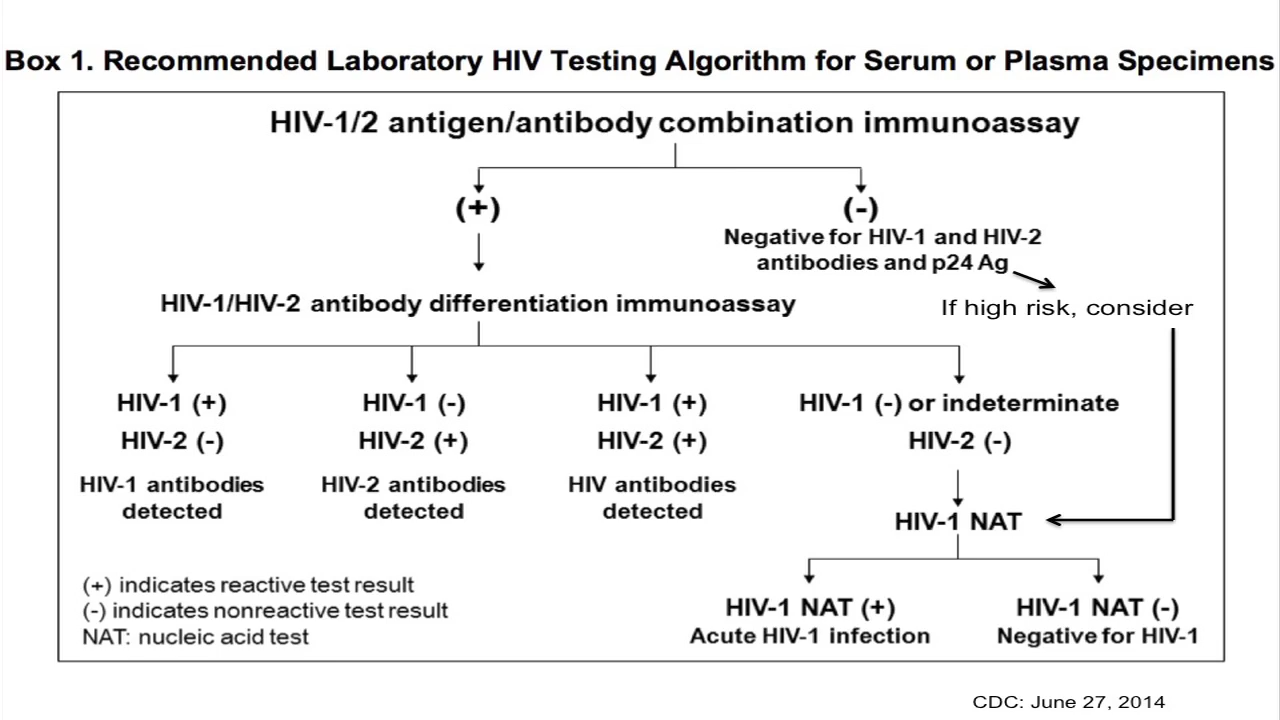 Box 1. Recommended Laboratory HIV Testing Algorithm for Serum or Plasma Specimens
HIV-1/2 antigen/antibody combination immunoassay
(+)
(-)
Negative for HIV-1 and HIV-2
antibodies and p24 Ag
If high risk, consider
HIV-1/HIV-2 antibody differentiation immunoassay
HIV-1 (+)
HIV-2 (-)
HIV-1 antibodies
detected
HIV-1 (-)
HIV-2 (+)
HIV-2 antibodies
detected
HIV-1 (+)
HIV-2 (+)
HIV antibodies
detected
HIV-1 (-) or indeterminate
HIV-2 (-)
HIV-1 NAT
HIV-1 NAT (+)
Acute HIV-1 infection
HIV-1 NAT (-)
Negative for HIV-1
(+) indicates reactive test result
(-) indicates nonreactive test result
NAT: nucleic acid test
CDC: June 27, 2014